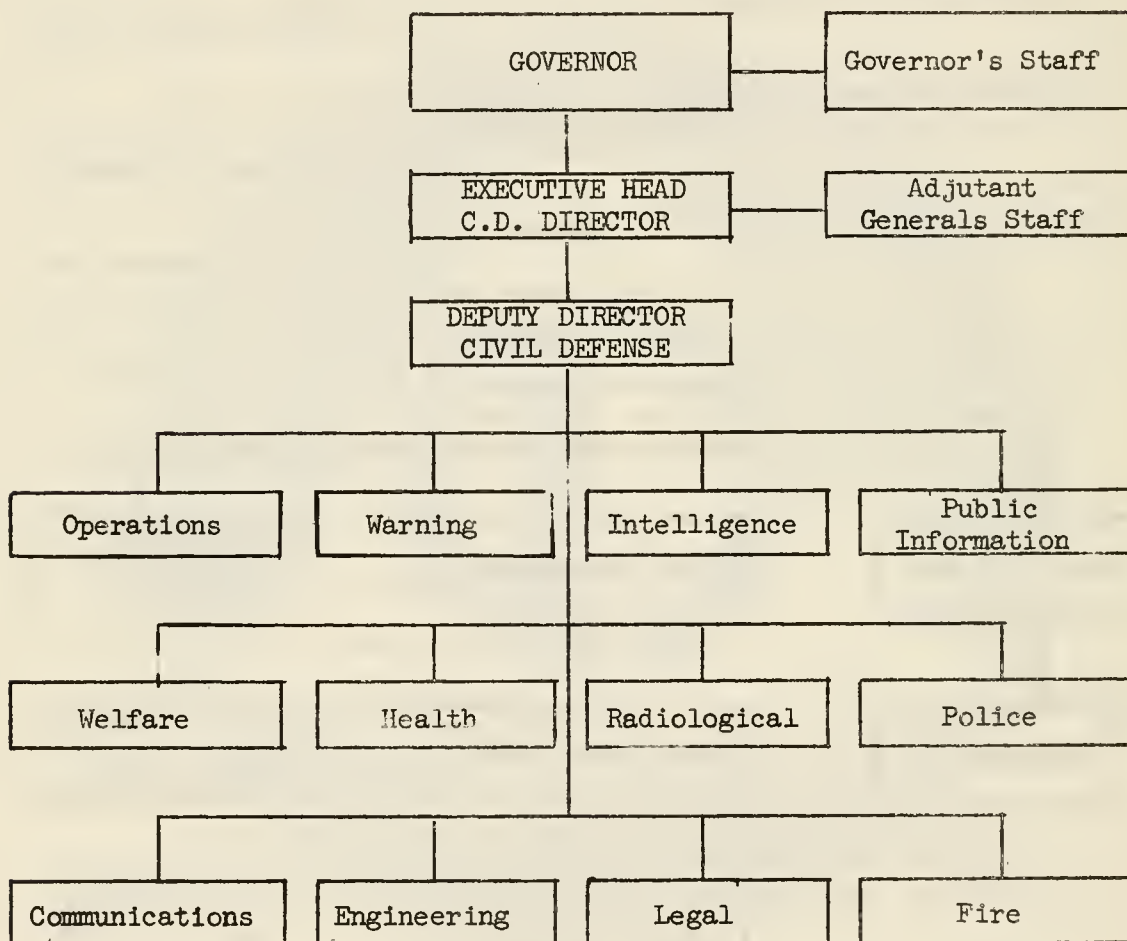 GOVERNOR
Governor's Staff
EXECUTIVE HEAD
C.D. DIRECTOR
Adjutant
Generals Staff
DEPUTY DIRECTOR
CIVIL DEFENSE
Operations
Warning
Intelligence
Public
Information
Welfare
Health
Radiological
Police
Communications
Engineering
Legal
Fire